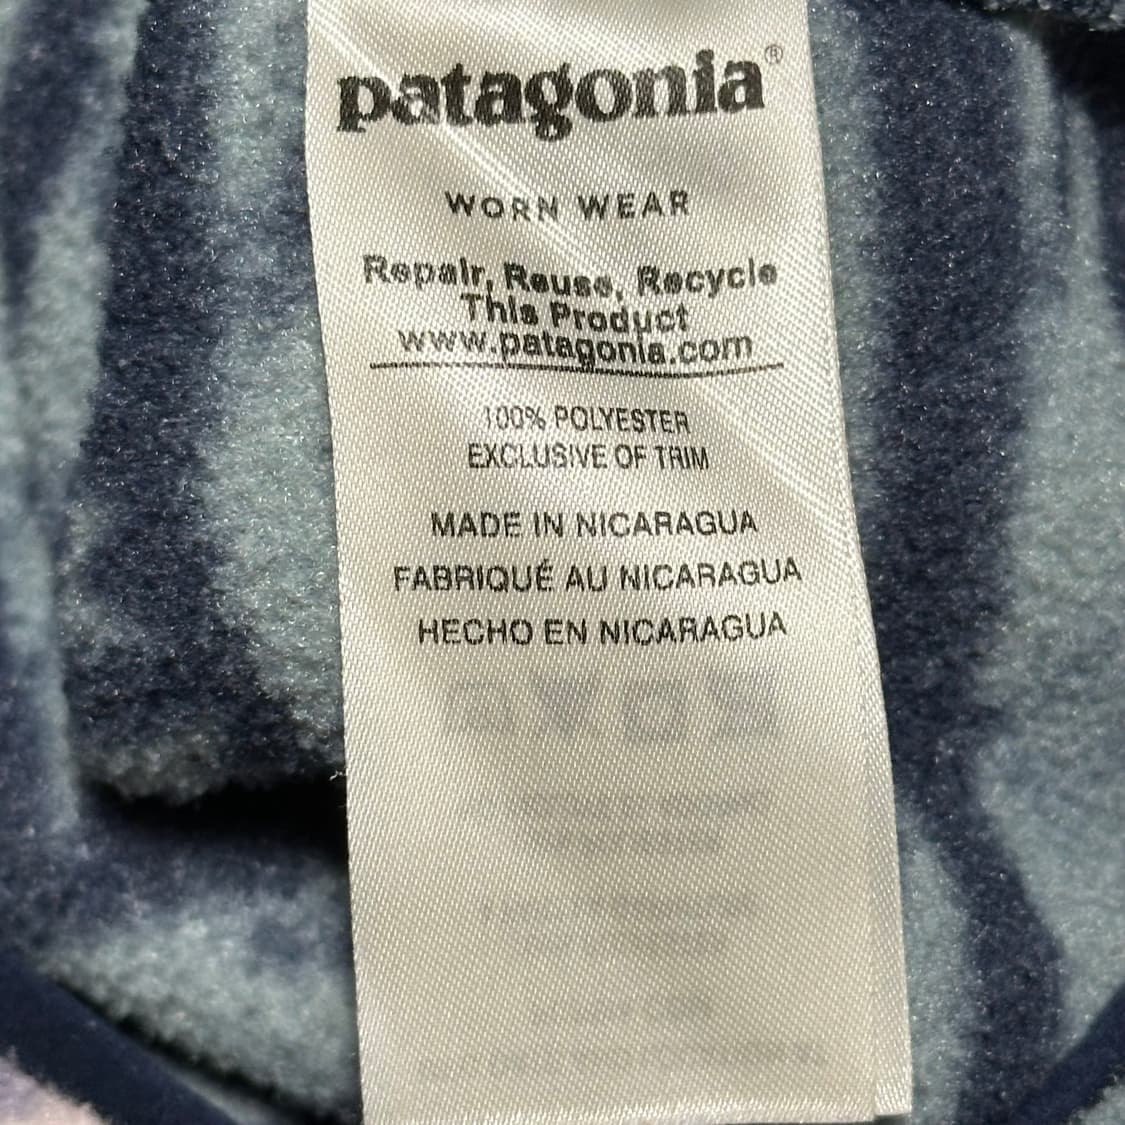 patagonia®
WORN WEAR
Repair, Reuse, Recycle
This Product
www.patagonia.com
100% POLYESTER
EXCLUSIVE OF TRIM
MADE IN NICARAGUA
FABRIQUÉ AU NICARAGUA
HECHO EN NICARAGUA